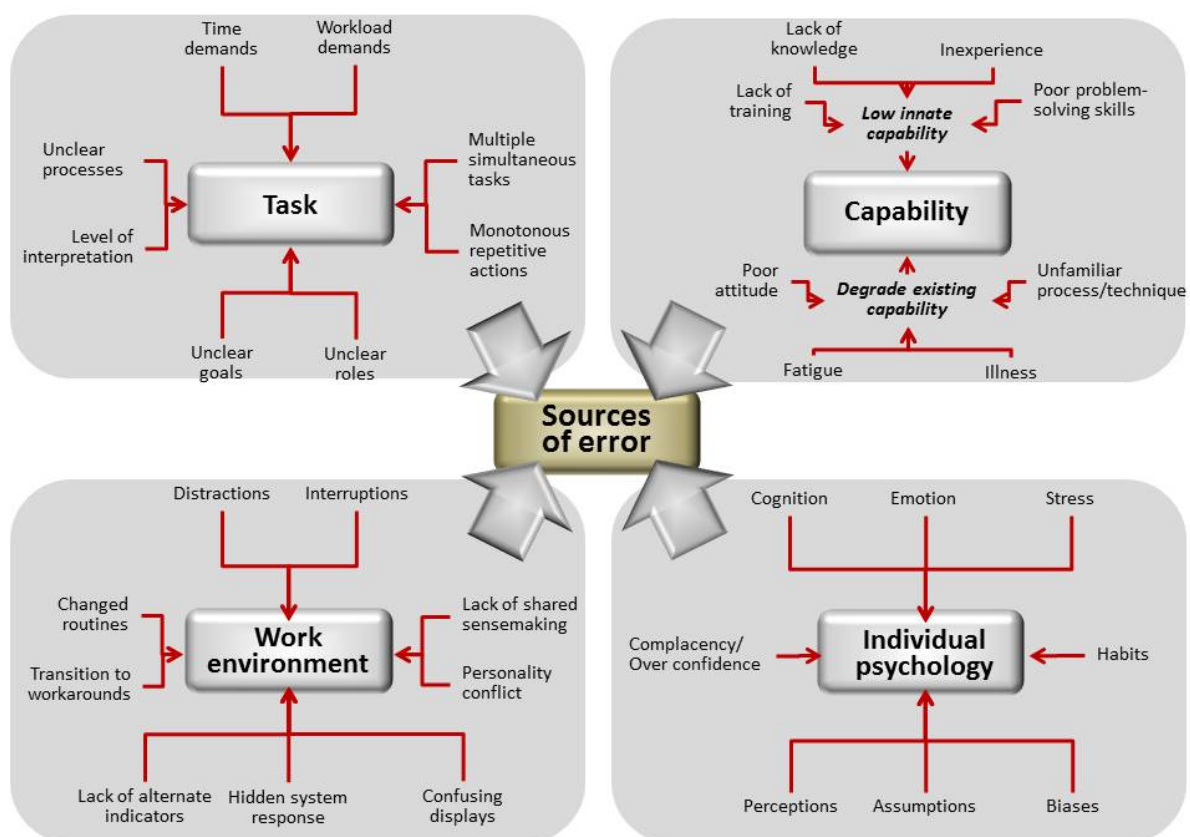 Time
demands
Workload
demands
Unclear
processes
Multiple
simultaneous
tasks
Task
Level of
interpretation
Monotonous
repetitive
actions
Unclear
goals
Unclear
roles
Lack of
knowledge
Inexperience
Lack of
training
Low innate
capability
Poor problem-
solving skills
Capability
Poor
attitude
Degrade existing
capability
Unfamiliar
process/technique
Fatigue
Illness
Sources
of error
Distractions
Interruptions
Changed
routines
Work
environment
Lack of shared
sensemaking
Transition to
workarounds
Personality
conflict
Lack of alternate
indicators
Hidden system
response
Confusing
displays
Cognition
Emotion
Stress
Complacency/
Over confidence
Individual
psychology
Habits
Perceptions
Assumptions
Biases